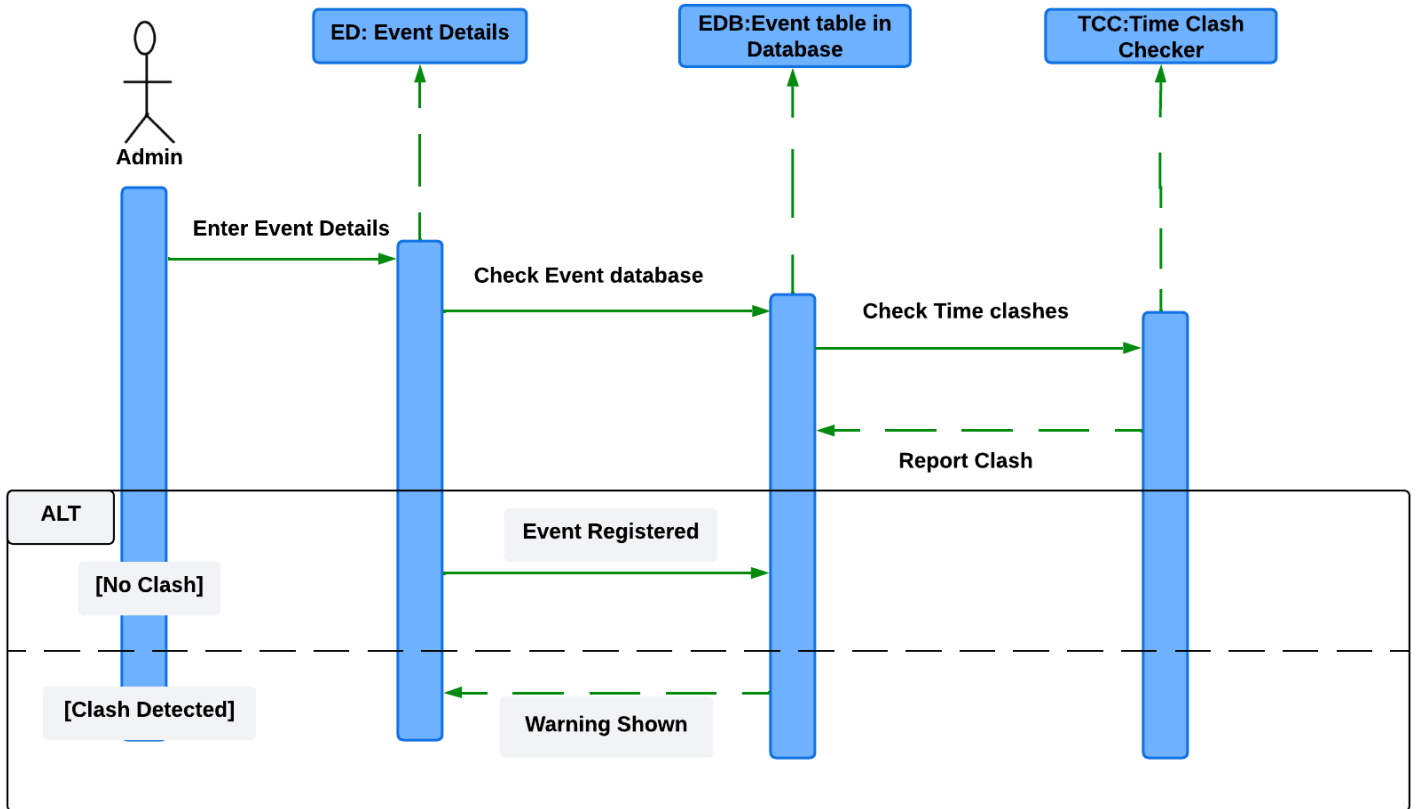 ED: Event Details
EDB:Event table in
Database
TCC:Time Clash
Checker
Admin
Enter Event Details
Check Event database
Check Time clashes
Report Clash
ALT
Event Registered
[No Clash]
[Clash Detected]
Warning Shown